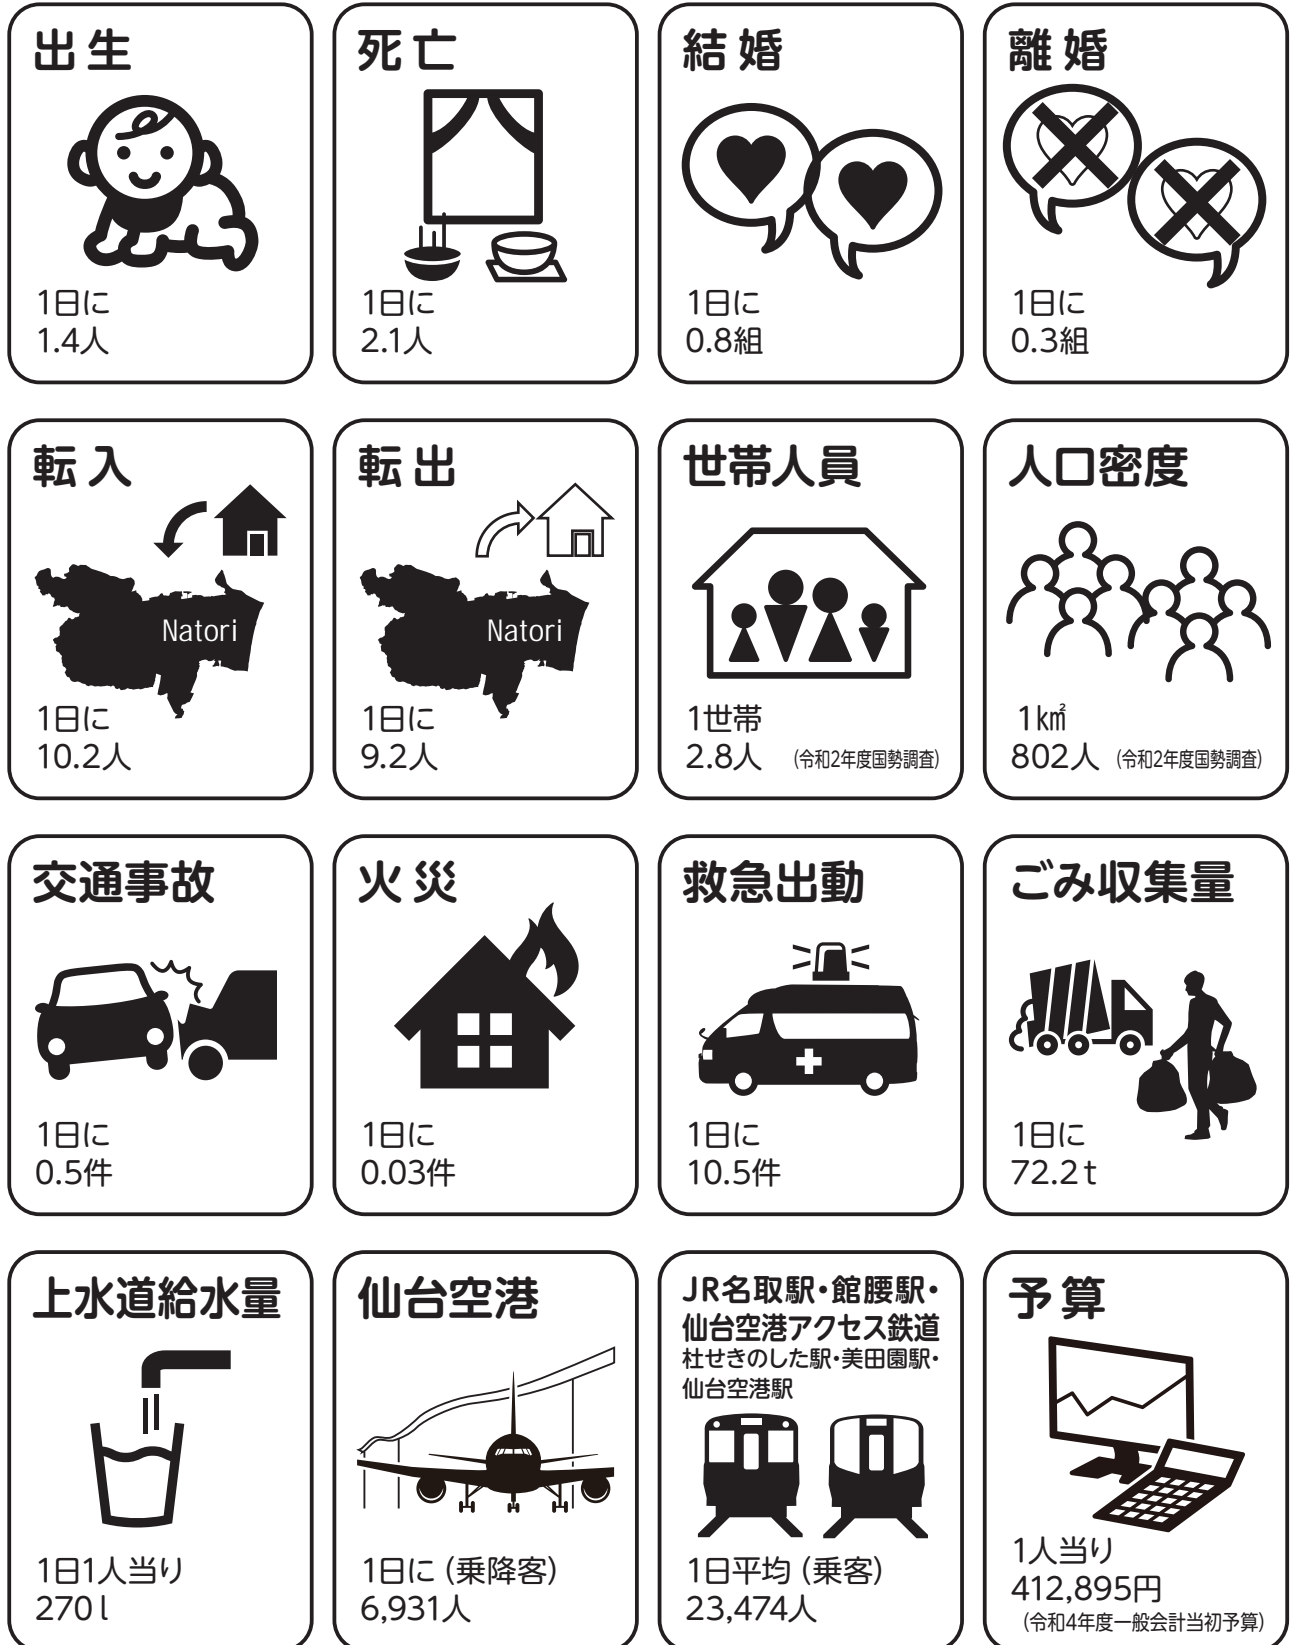 出生
1日に
1.4人
死亡
1日に
2.1人
結婚
1日に
0.8組
離婚
1日に
0.3組
転入
Natori
1日に
10.2人
転出
Natori
1日に
9.2人
世帯人員
1世帯
2.8人 (令和2年度国勢調査)
人口密度
1㎢
802人 (令和2年度国勢調査)
交通事故
1日に
0.5件
火災
1日に
0.03件
救急出動
1日に
10.5件
ごみ収集量
1日に
72.2t
上水道給水量
1日1人当り
270l
仙台空港
1日に(乗降客)
6,931人
JR名取駅・館腰駅・
仙台空港アクセス鉄道
杜せきのした駅・美田園駅・
仙台空港駅
1日平均(乗客)
23,474人
予算
1人当り
412,895円
(令和4年度一般会計当初予算)